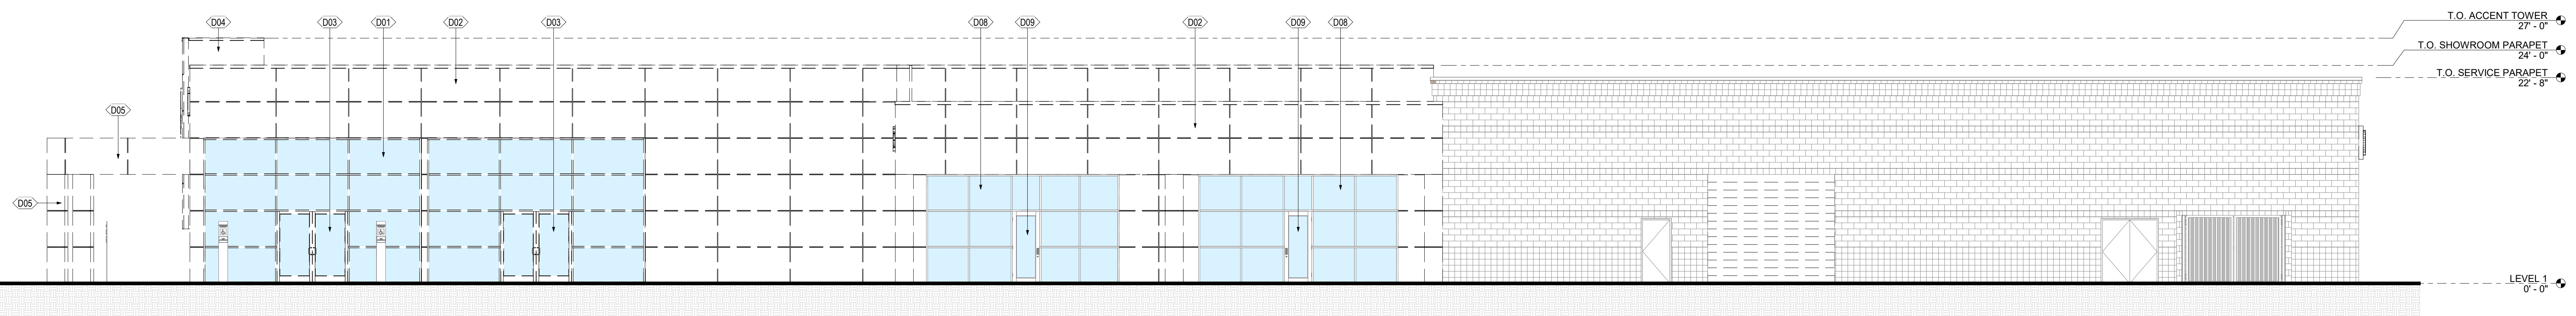 D04
D03
D01
D02
D03
D08
D09
D02
D09
D08
T.O. ACCENT TOWER
27' - 0"
T.O. SHOWROOM PARAPET
24' - 0"
T.O. SERVICE PARAPET
22' - 8"
D05
D05
LEVEL 1
0' - 0"